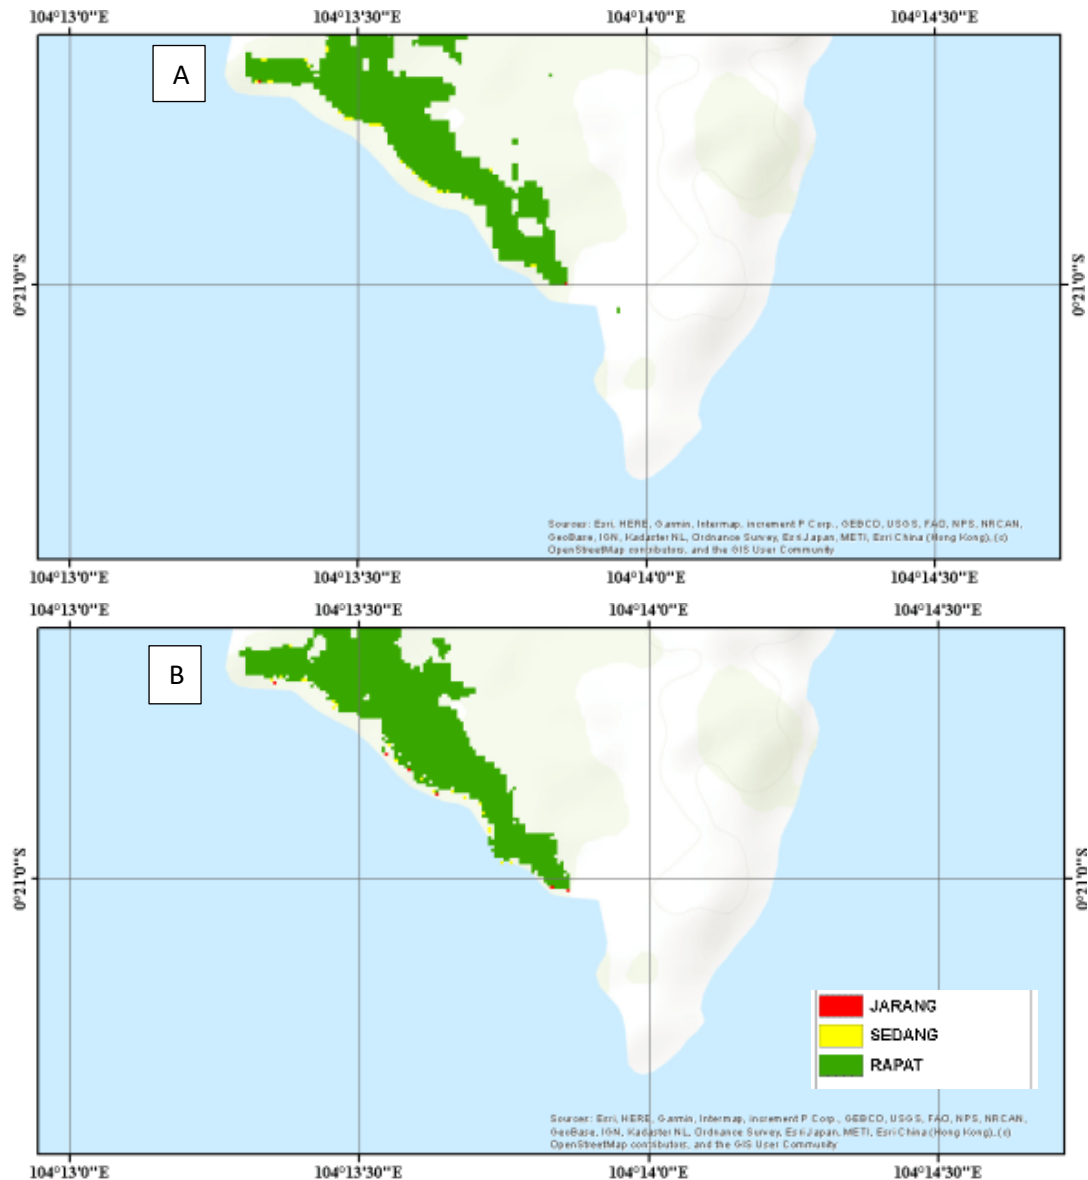 104°13'0"E 104°13'30"E 104°14'0"E 104°14'30"E
A
0°21'0"S 0°21'0"S
Sources: Esri, HERE, Garmin, Intermap, increment P Corp., GEBCO, USGS, FAO, NPS, NRCAN,
GeoBase, IGN, Kadaster NL, Ordnance Survey, Esri Japan, METI, Esri China (Hong Kong), (c)
OpenStreetMap contributors, and the GIS User Community
104°13'0"E 104°13'30"E 104°14'0"E 104°14'30"E
104°13'0"E 104°13'30"E 104°14'0"E 104°14'30"E
B
0°21'0"S 0°21'0"S
JARANG
SEDANG
RAPAT
Sources: Esri, HERE, Garmin, Intermap, increment P Corp., GEBCO, USGS, FAO, NPS, NRCAN,
GeoBase, IGN, Kadaster NL, Ordnance Survey, Esri Japan, METI, Esri China (Hong Kong), (c)
OpenStreetMap contributors, and the GIS User Community
104°13'0"E 104°13'30"E 104°14'0"E 104°14'30"E